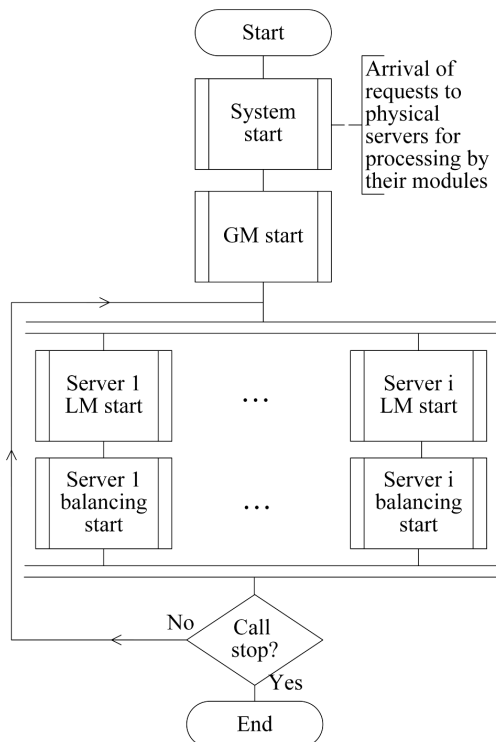 Start
System
start
Arrival of
requests to
physical
servers for
processing by
their modules
GM start
Server 1
LM start
...
Server i
LM start
Server 1
balancing
start
...
Server i
balancing
start
No
Call
stop?
Yes
End